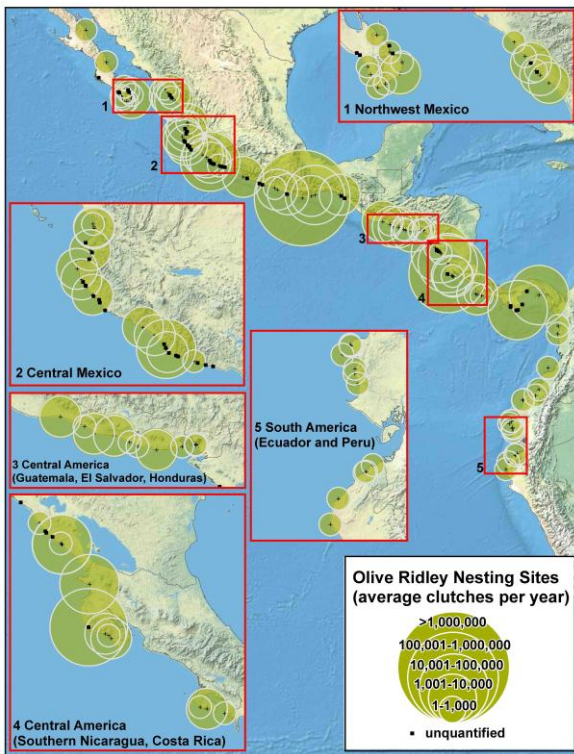 1 Northwest Mexico
1
2
3
4
2 Central Mexico
5 South America
(Ecuador and Peru)
5
3 Central America
(Guatemala, El Salvador, Honduras)
4 Central America
(Southern Nicaragua, Costa Rica)
Olive Ridley Nesting Sites
(average clutches per year)
>1,000,000
100,001-1,000,000
10,001-100,000
1,001-10,000
1-1,000
unquantified